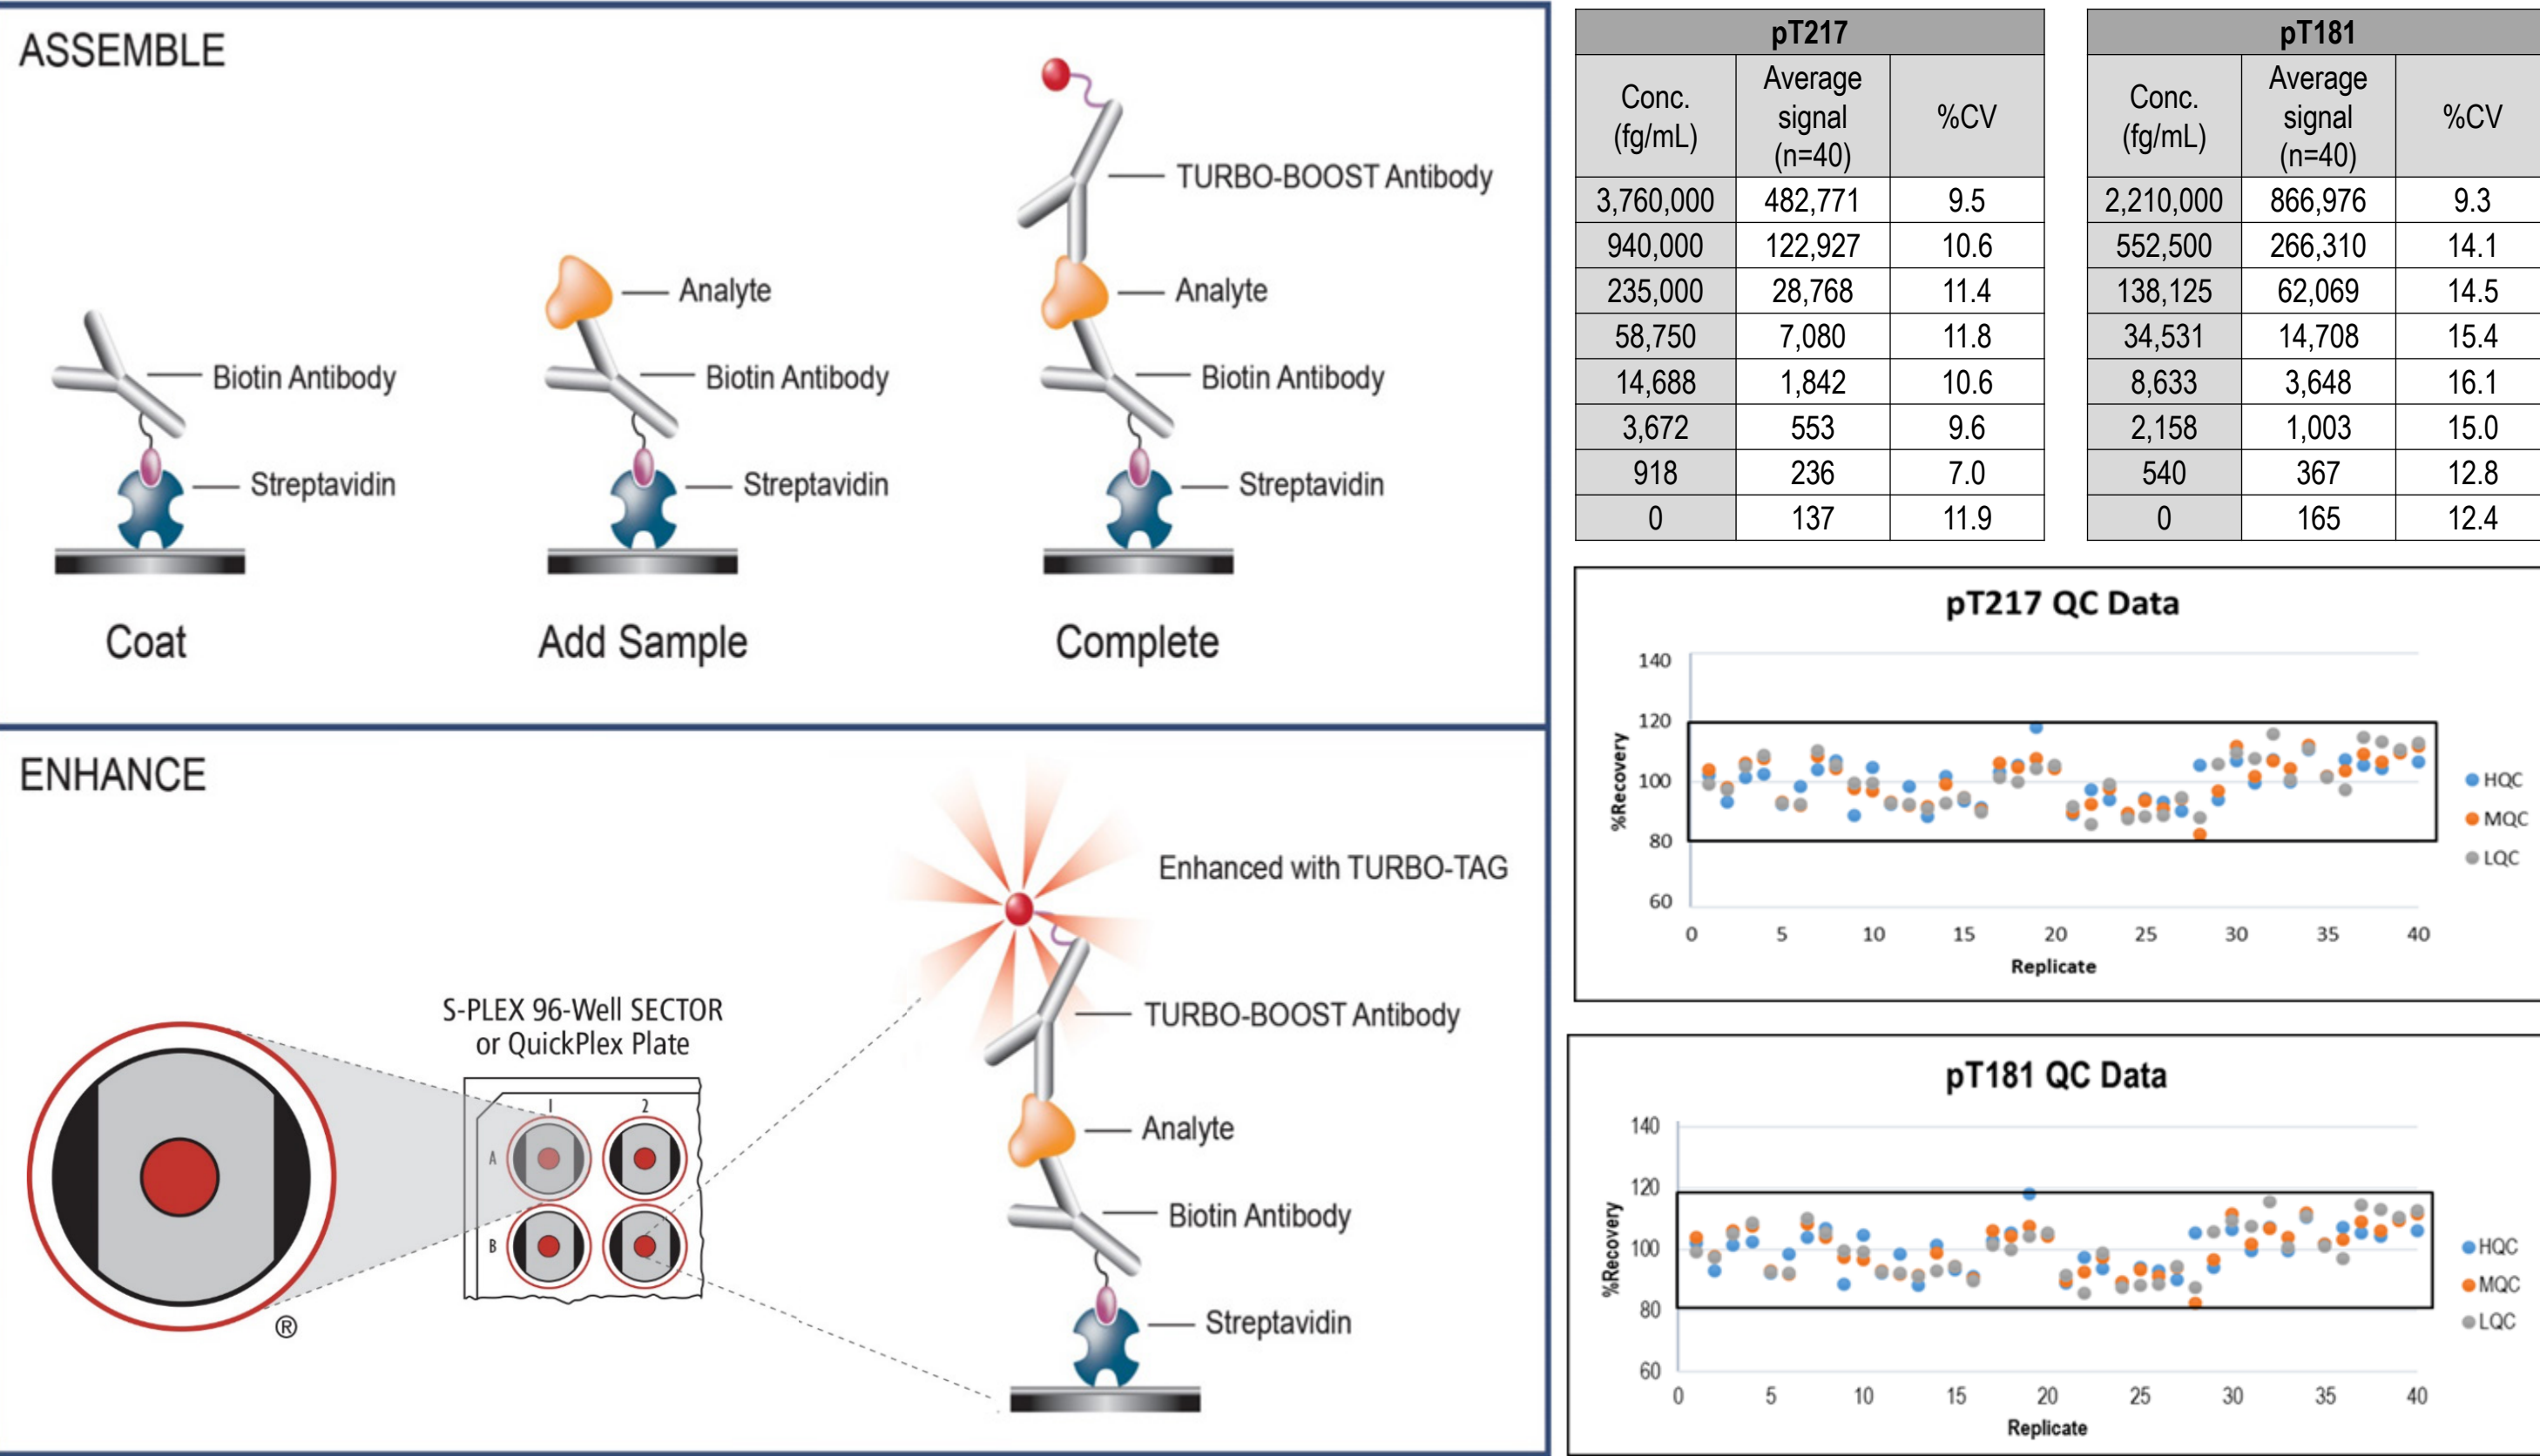 ASSEMBLE
TURBO-BOOST Antibody
Analyte
Analyte
Biotin Antibody
Biotin Antibody
Biotin Antibody
Streptavidin
Streptavidin
Streptavidin
Coat
Add Sample
Complete
ENHANCE
Enhanced with TURBO-TAG
S-PLEX 96-Well SECTOR
or QuickPlex Plate
1 2
A
B
®
TURBO-BOOST Antibody
Analyte
Biotin Antibody
Streptavidin
pT217
Conc. (fg/mL) Average signal (n=40) %CV
3,760,000 482,771 9.5
940,000 122,927 10.6
235,000 28,768 11.4
58,750 7,080 11.8
14,688 1,842 10.6
3,672 553 9.6
918 236 7.0
0 137 11.9
pT181
Conc. (fg/mL) Average signal (n=40) %CV
2,210,000 866,976 9.3
552,500 266,310 14.1
138,125 62,069 14.5
34,531 14,708 15.4
8,633 3,648 16.1
2,158 1,003 15.0
540 367 12.8
0 165 12.4
pT217 QC Data
%Recovery
140
120
100
80
60
0 5 10 15 20 25 30 35 40
Replicate
HQC
MQC
LQC
pT181 QC Data
%Recovery
140
120
100
80
60
0 5 10 15 20 25 30 35 40
Replicate
HQC
MQC
LQC